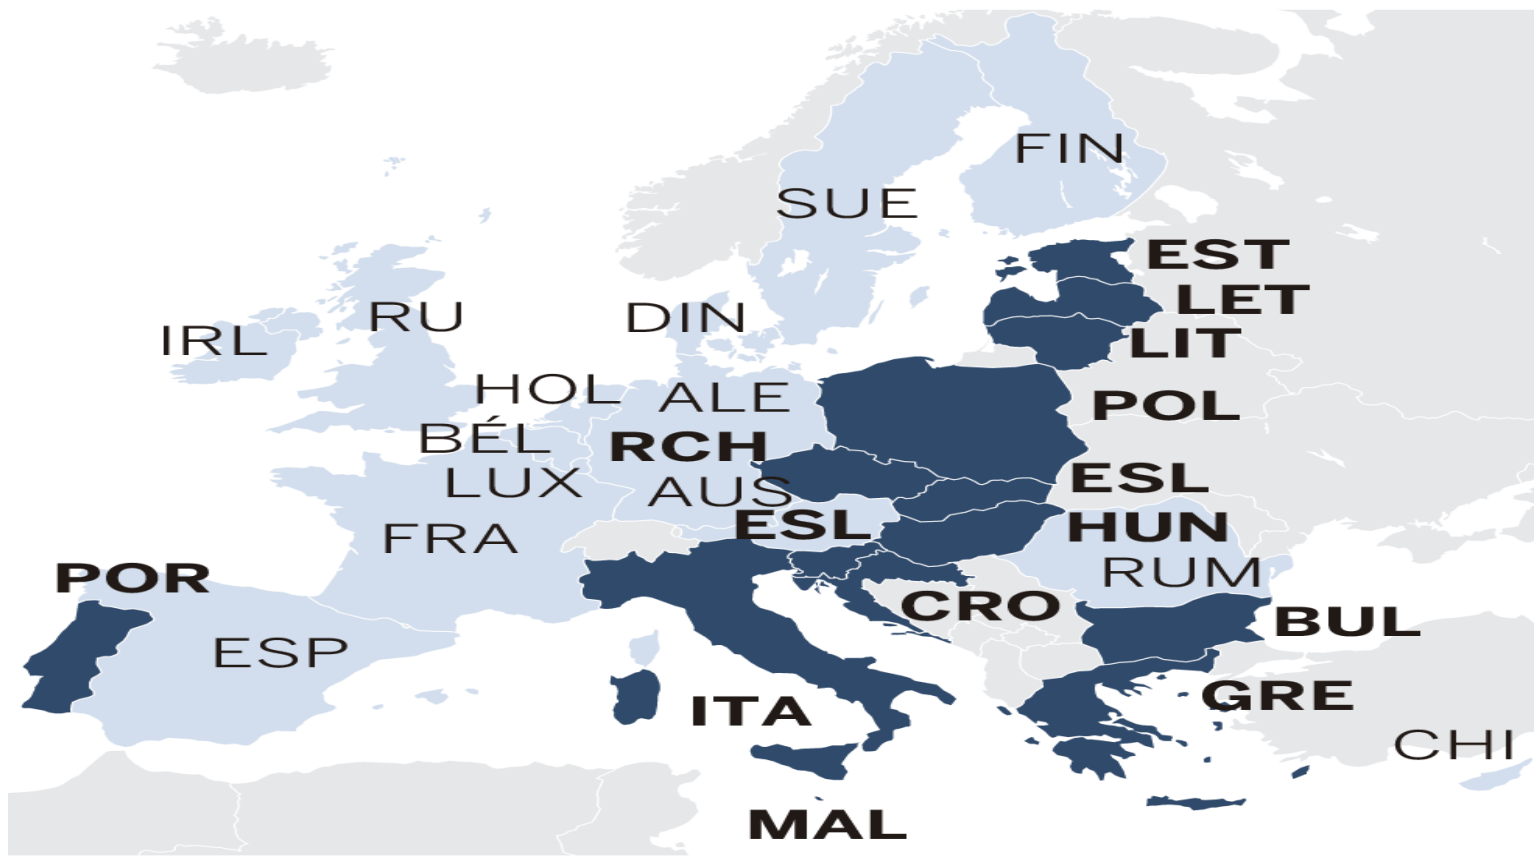 FIN
SUE
EST
LET
RU
DIN
IRL
LIT
HOL
ALE
POL
BÉL
RCH
LUX
AUS
ESL
ESL
HUN
FRA
RUM
POR
CRO
BUL
ESP
GRE
ITA
CHI
MAL